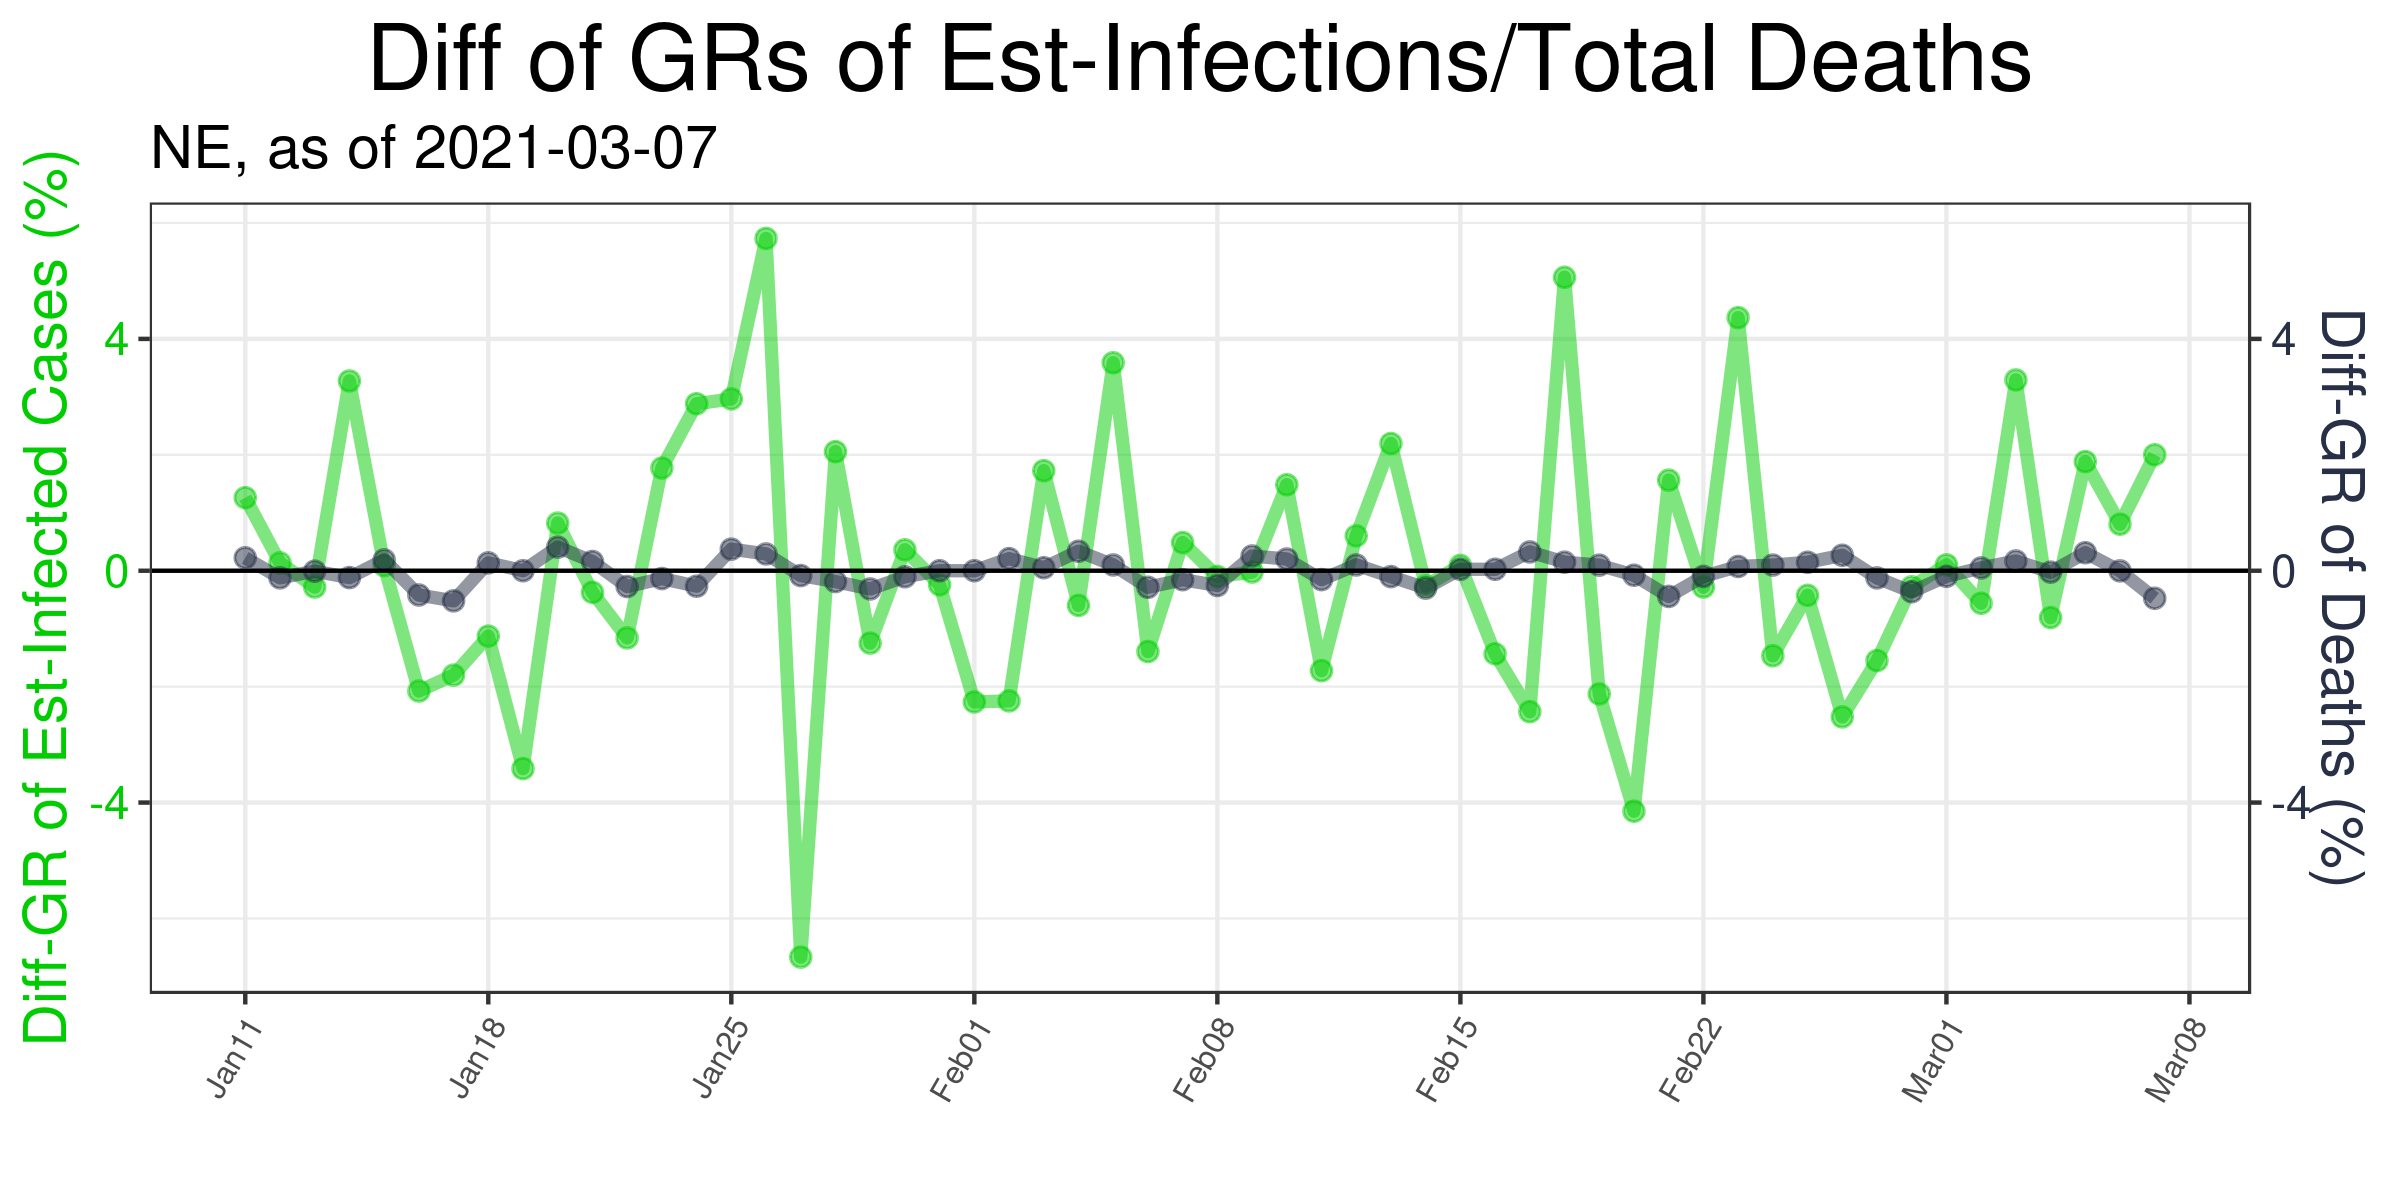 Diff of GRs of Est-Infections/Total Deaths
NE, as of 2021-03-07
Diff-GR of Est-Infected Cases (%)
4
0
-4
4
0
-4
Diff-GR of Deaths (%)
Jan11
Jan18
Jan25
Feb01
Feb08
Feb15
Feb22
Mar01
Mar08